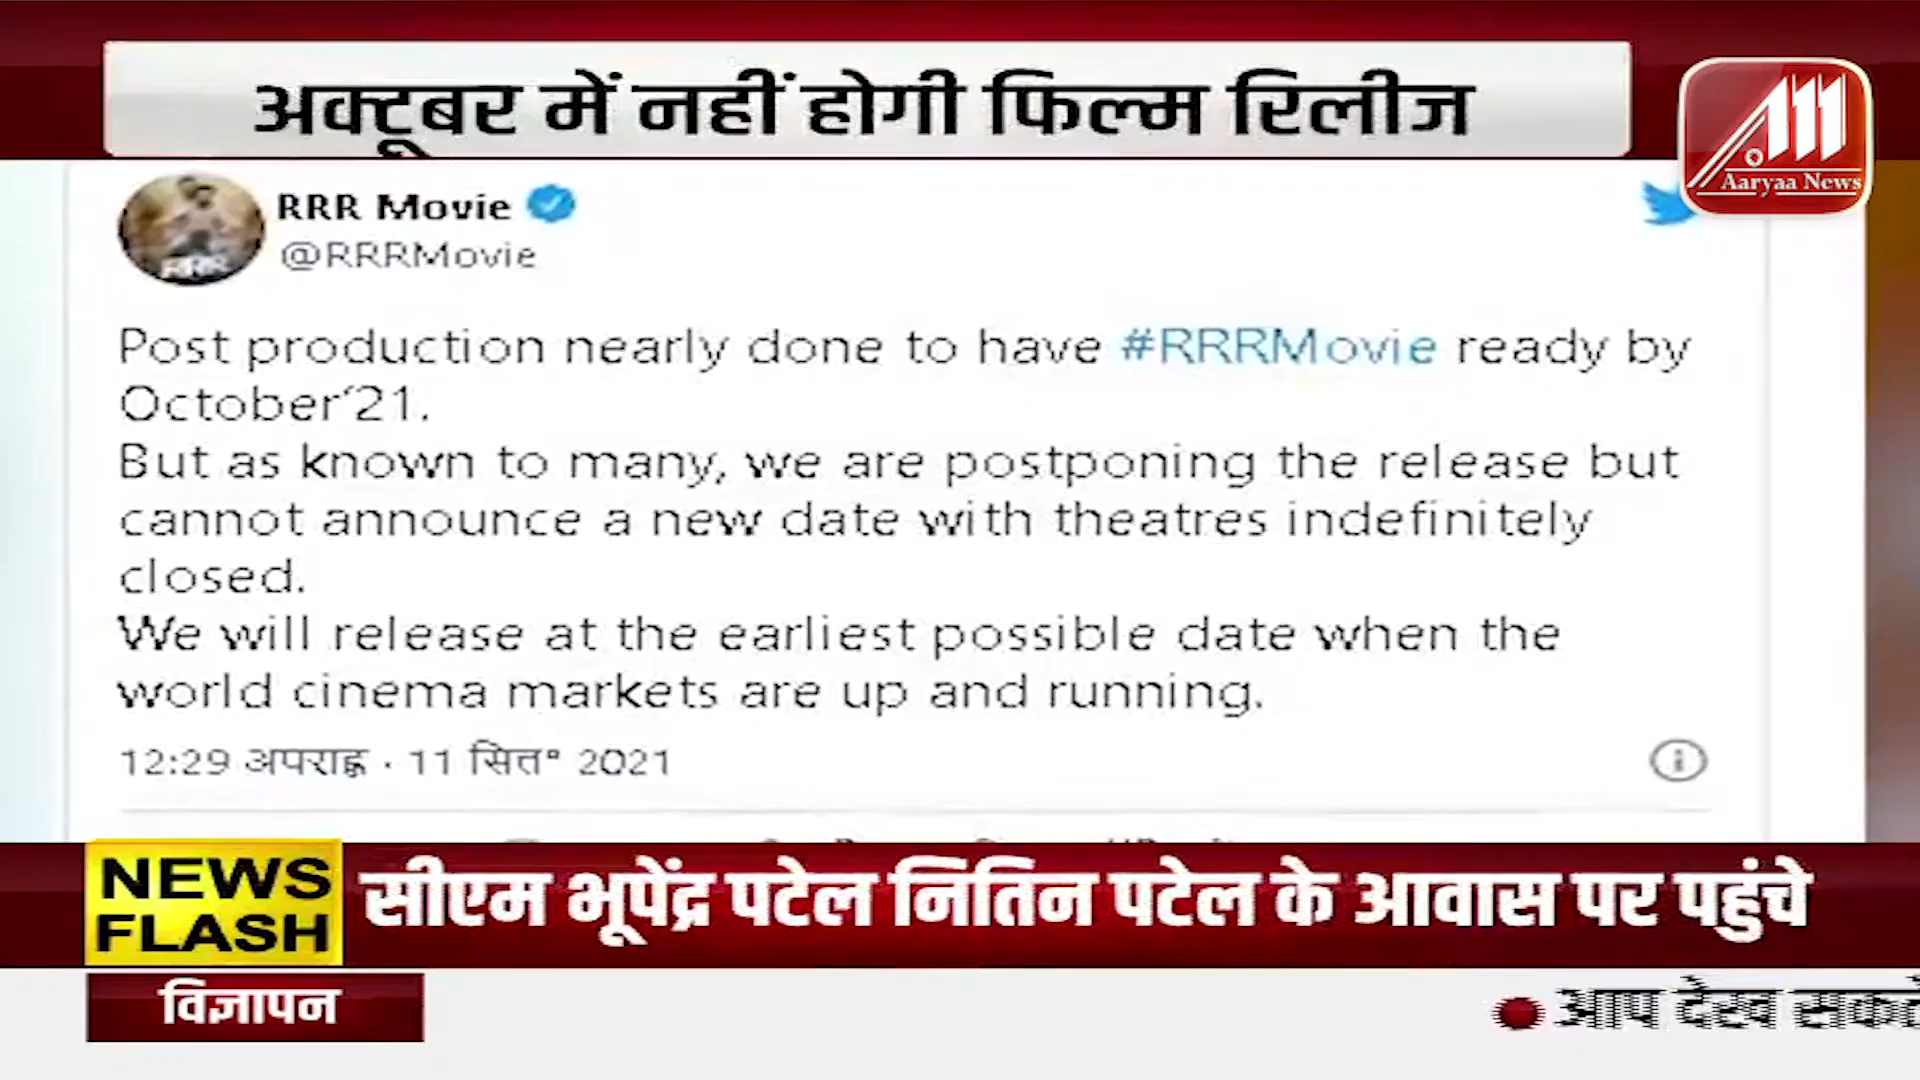 अक्टूबर में नहीं होगी फिल्म रिलीज
Aaryaa News
RRR Movie
@RRRMovie
Post production nearly done to have #RRRMovie ready by
October‘21.
But as known to many, we are postponing the release but
cannot announce a new date with theatres indefinitely
closed.
We will release at the earliest possible date when the
world cinema markets are up and running.
12:29 अपराह्न · 11 सित॰ 2021
NEWS
FLASH
सीएम भूपेंद्र पटेल नितिन पटेल के आवास पर पहुंचे
विज्ञापन
आप देख